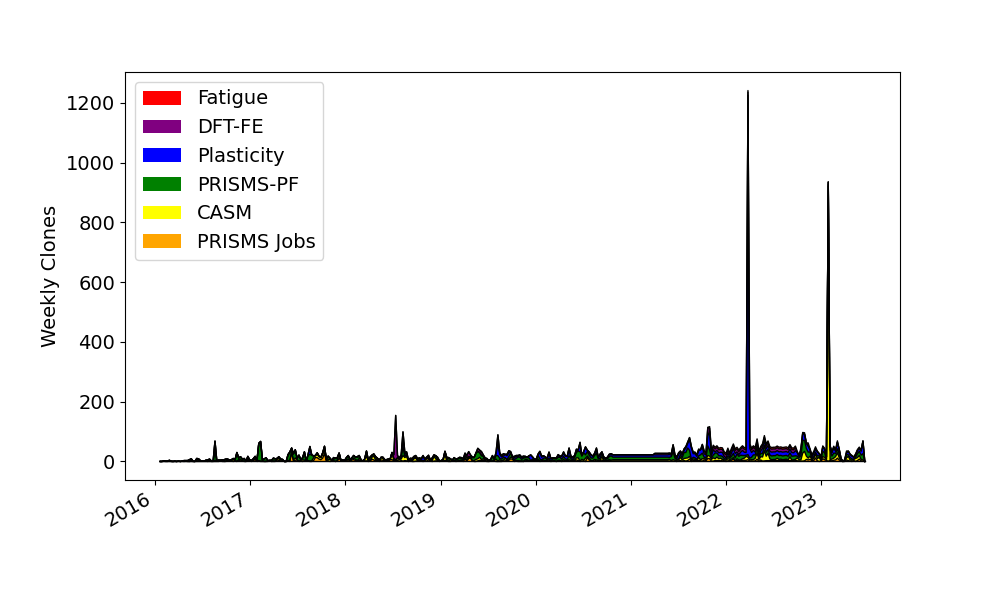 Weekly Clones
1200
1000
800
600
400
200
0
Fatigue
DFT-FE
Plasticity
PRISMS-PF
CASM
PRISMS Jobs
2016
2017
2018
2019
2020
2021
2022
2023